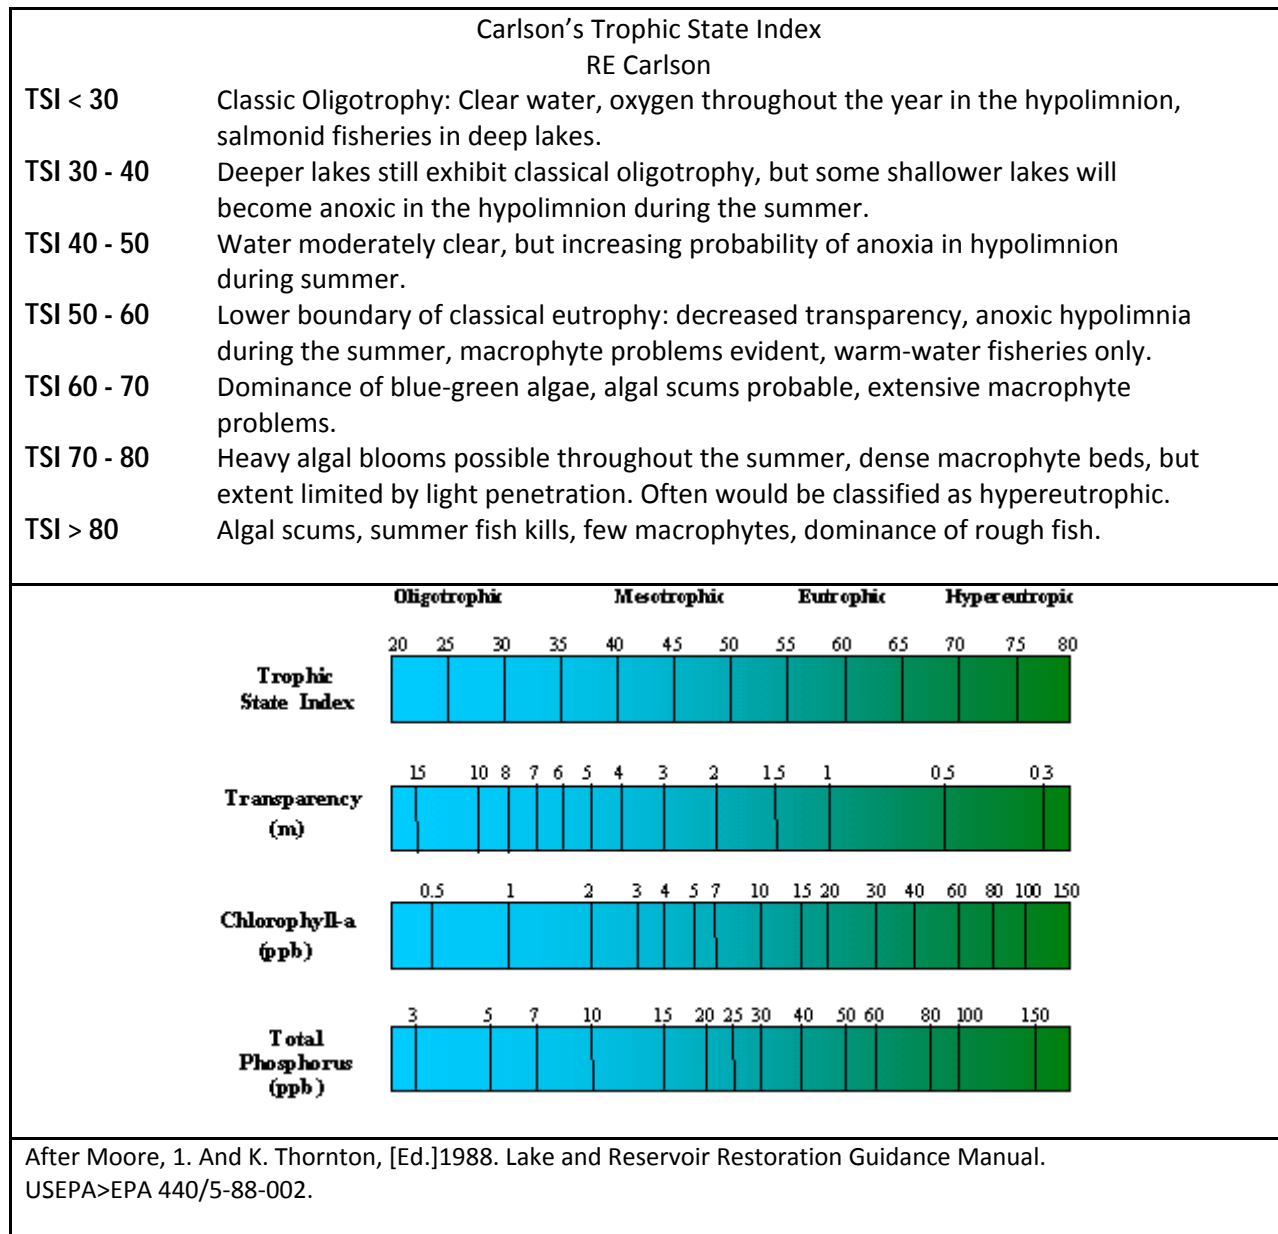 Carlson’s Trophic State Index
RE Carlson
TSI < 30 Classic Oligotrophy: Clear water, oxygen throughout the year in the hypolimnion,
salmonid fisheries in deep lakes.
TSI 30 - 40 Deeper lakes still exhibit classical oligotrophy, but some shallower lakes will
become anoxic in the hypolimnion during the summer.
TSI 40 - 50 Water moderately clear, but increasing probability of anoxia in hypolimnion
during summer.
TSI 50 - 60 Lower boundary of classical eutrophy: decreased transparency, anoxic hypolimnia
during the summer, macrophyte problems evident, warm-water fisheries only.
TSI 60 - 70 Dominance of blue-green algae, algal scums probable, extensive macrophyte
problems.
TSI 70 - 80 Heavy algal blooms possible throughout the summer, dense macrophyte beds, but
extent limited by light penetration. Often would be classified as hypereutrophic.
TSI > 80 Algal scums, summer fish kills, few macrophytes, dominance of rough fish.
Oligotrophic Mesotrophic Eutrophic Hypereutropic
20 25 30 35 40 45 50 55 60 65 70 75 80
Trophic
State Index
15 10 8 7 6 5 4 3 2 1.5 1 0.5 0.3
Transparency
(m)
0.5 1 2 3 4 5 7 10 15 20 30 40 60 80 100 150
Chlorophyll-a
(ppb)
3 5 7 10 15 20 25 30 40 50 60 80 100 150
Total
Phosphorus
(ppb)
After Moore, 1. And K. Thornton, [Ed.]1988. Lake and Reservoir Restoration Guidance Manual.
USEPA>EPA 440/5-88-002.